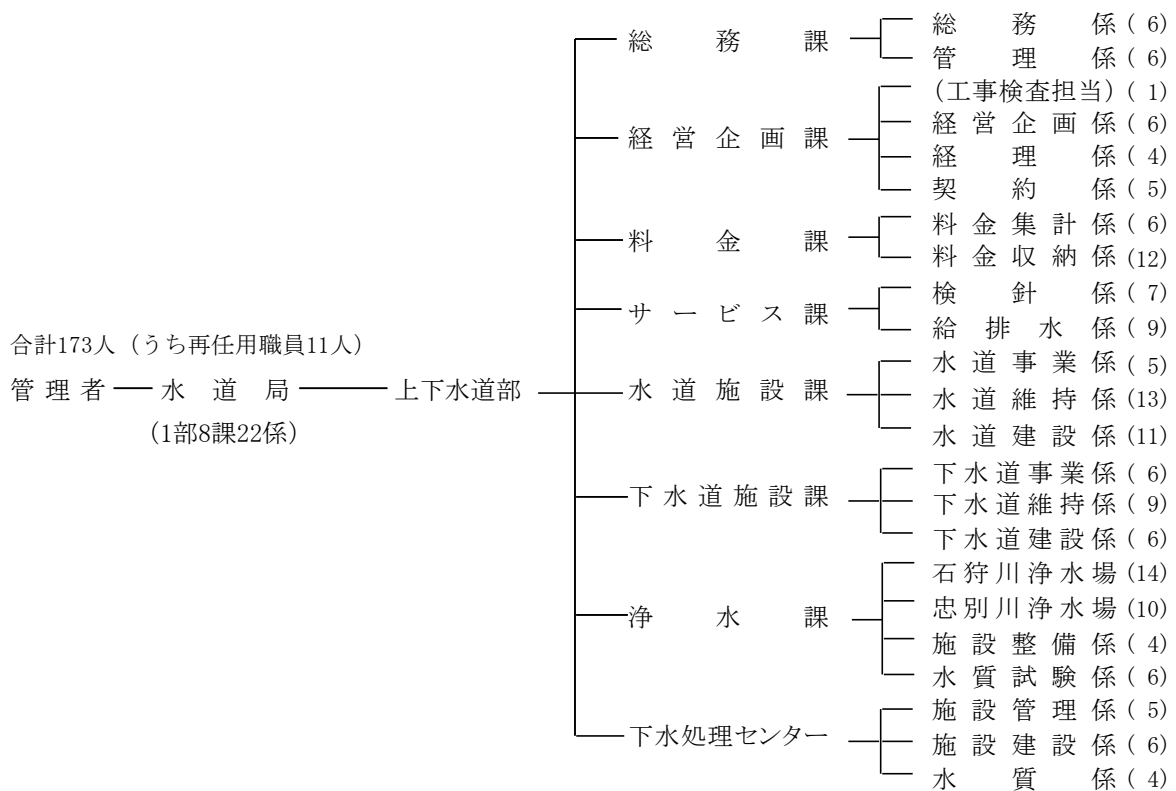 合計173人（うち再任用職員11人）
管理者 水道局 上下水道部
（1部8課22係）
総務課
総務係( 6)
管理係( 6)
経営企画課
（工事検査担当）( 1)
経営企画係( 6)
経理係( 4)
契約係( 5)
料金課
料金集計係( 6)
料金収納係(12)
サービス課
検針係( 7)
給排水係( 9)
水道施設課
水道事業係( 5)
水道維持係(13)
水道建設係(11)
下水道施設課
下水道事業係( 6)
下水道維持係( 9)
下水道建設係( 6)
浄水課
石狩川浄水場(14)
忠別川浄水場(10)
施設整備係( 4)
水質試験係( 6)
下水処理センター
施設管理係( 5)
施設建設係( 6)
水質係( 4)